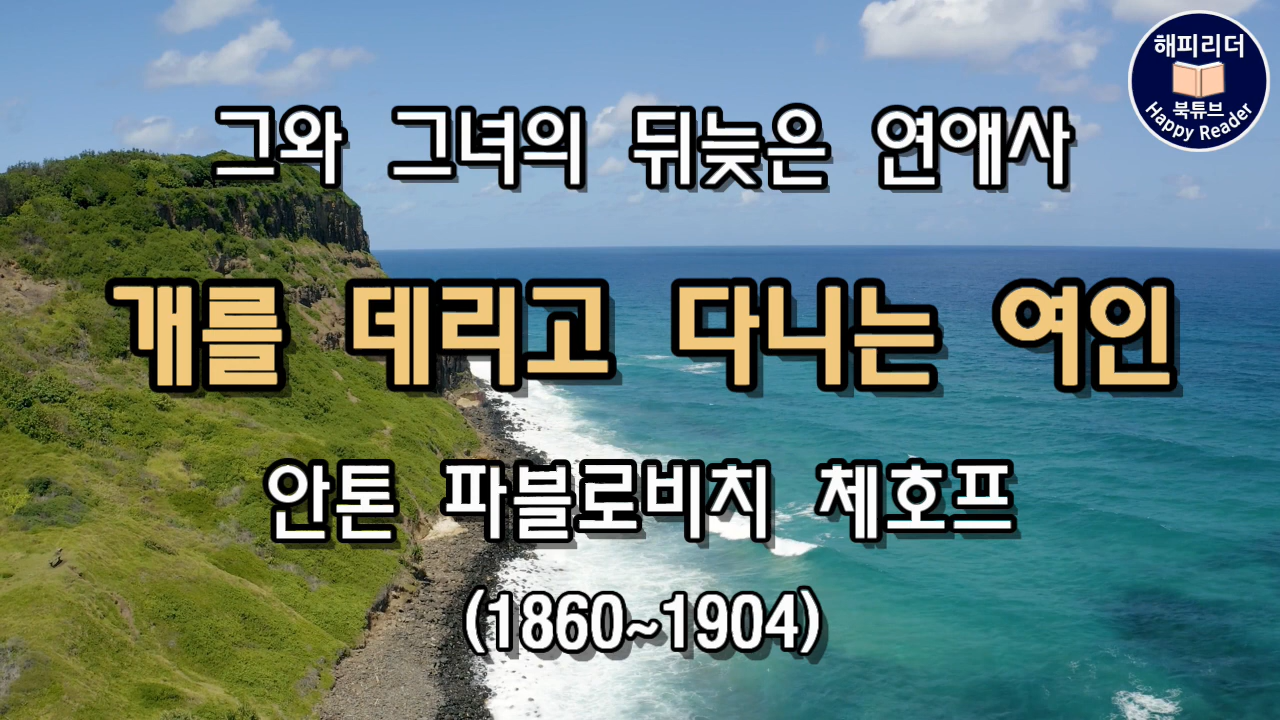 해피리더
북튜브
Happy Reader
그와 그녀의 뒤늦은 연애사
개를 데리고 다니는 여인
안톤 파블로비치 체호프
(1860~1904)